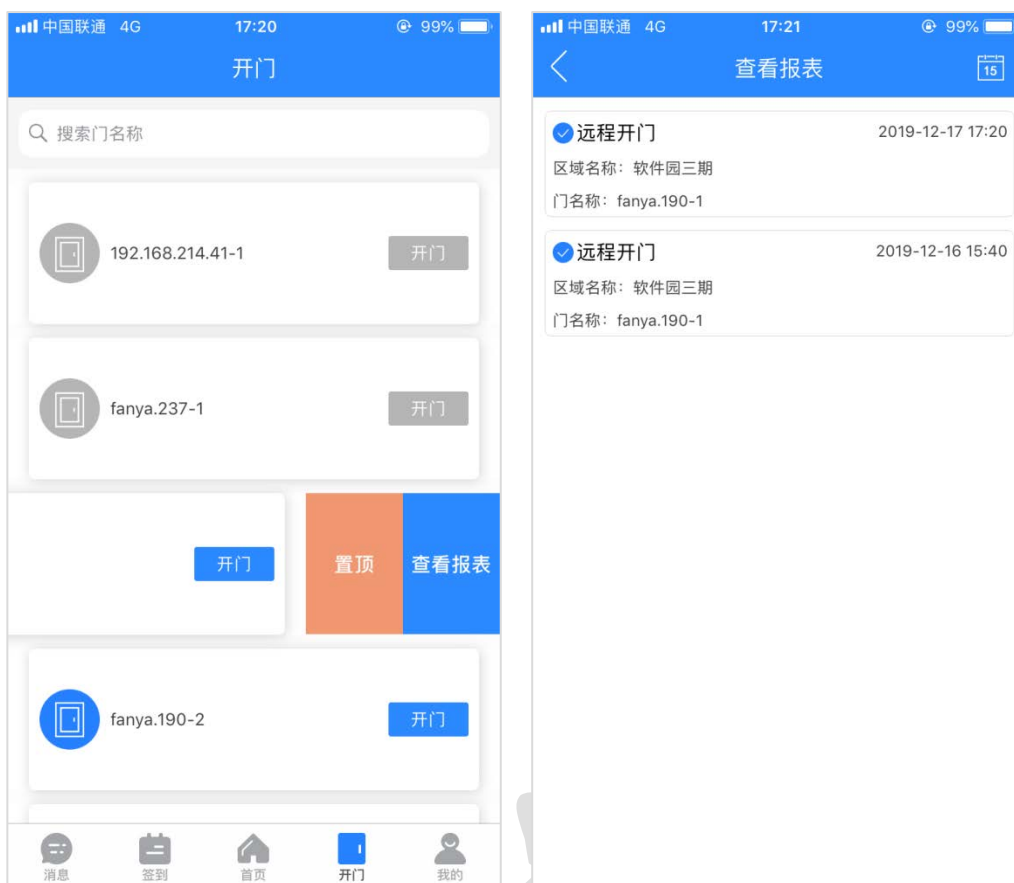 中国联通 4G 17:20 99%
开门
搜索门名称
192.168.214.41-1 开门
fanya.237-1 开门
开门 置顶 查看报表
fanya.190-2 开门
消息 签到 首页 开门 我的
中国联通 4G 17:21 99%
查看报表 15
远程开门 2019-12-17 17:20
区域名称：软件园三期
门名称：fanya.190-1
远程开门 2019-12-16 15:40
区域名称：软件园三期
门名称：fanya.190-1